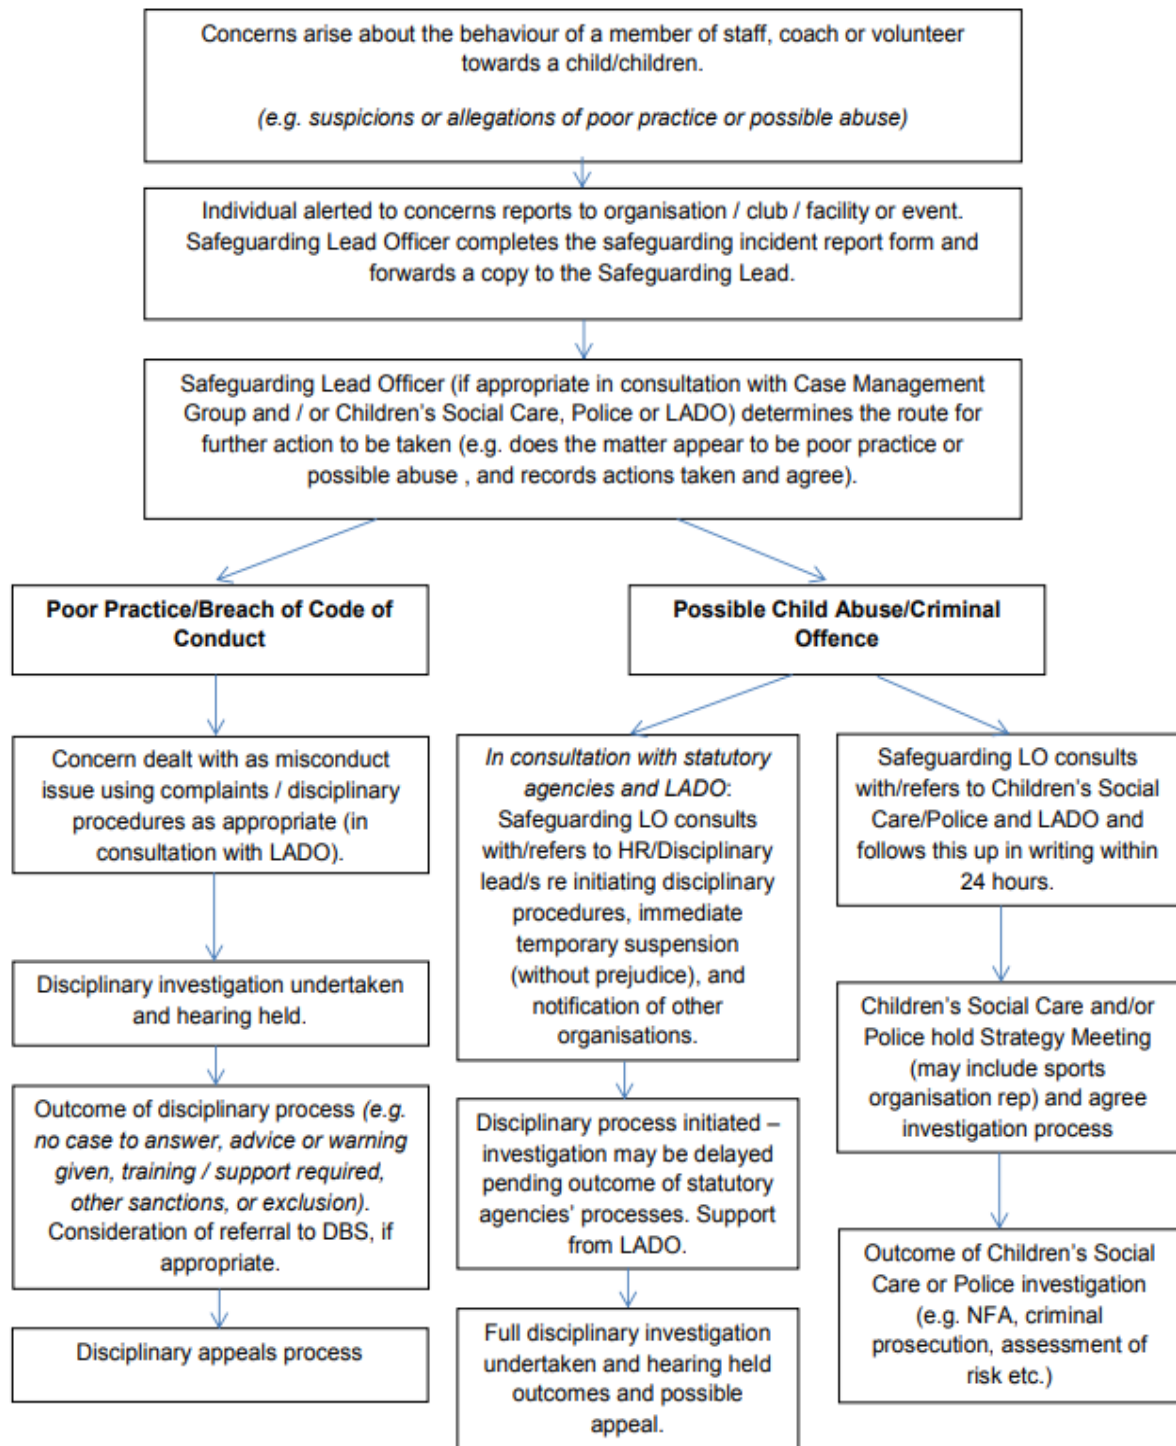 Concerns arise about the behaviour of a member of staff, coach or volunteer
towards a child/children.
(e.g. suspicions or allegations of poor practice or possible abuse)
Individual alerted to concerns reports to organisation / club / facility or event.
Safeguarding Lead Officer completes the safeguarding incident report form and
forwards a copy to the Safeguarding Lead.
Safeguarding Lead Officer (if appropriate in consultation with Case Management
Group and / or Children's Social Care, Police or LADO) determines the route for
further action to be taken (e.g. does the matter appear to be poor practice or
possible abuse , and records actions taken and agree).
Poor Practice/Breach of Code of
Conduct
Concern dealt with as misconduct
issue using complaints / disciplinary
procedures as appropriate (in
consultation with LADO).
Disciplinary investigation undertaken
and hearing held.
Outcome of disciplinary process (e.g.
no case to answer, advice or warning
given, training / support required,
other sanctions, or exclusion).
Consideration of referral to DBS, if
appropriate.
Disciplinary appeals process
Possible Child Abuse/Criminal
Offence
In consultation with statutory
agencies and LADO:
Safeguarding LO consults
with/refers to HR/Disciplinary
lead/s re initiating disciplinary
procedures, immediate
temporary suspension
(without prejudice), and
notification of other
organisations.
Disciplinary process initiated –
investigation may be delayed
pending outcome of statutory
agencies' processes. Support
from LADO.
Full disciplinary investigation
undertaken and hearing held
outcomes and possible
appeal.
Safeguarding LO consults
with/refers to Children's Social
Care/Police and LADO and
follows this up in writing within
24 hours.
Children's Social Care and/or
Police hold Strategy Meeting
(may include sports
organisation rep) and agree
investigation process
Outcome of Children's Social
Care or Police investigation
(e.g. NFA, criminal
prosecution, assessment of
risk etc.)